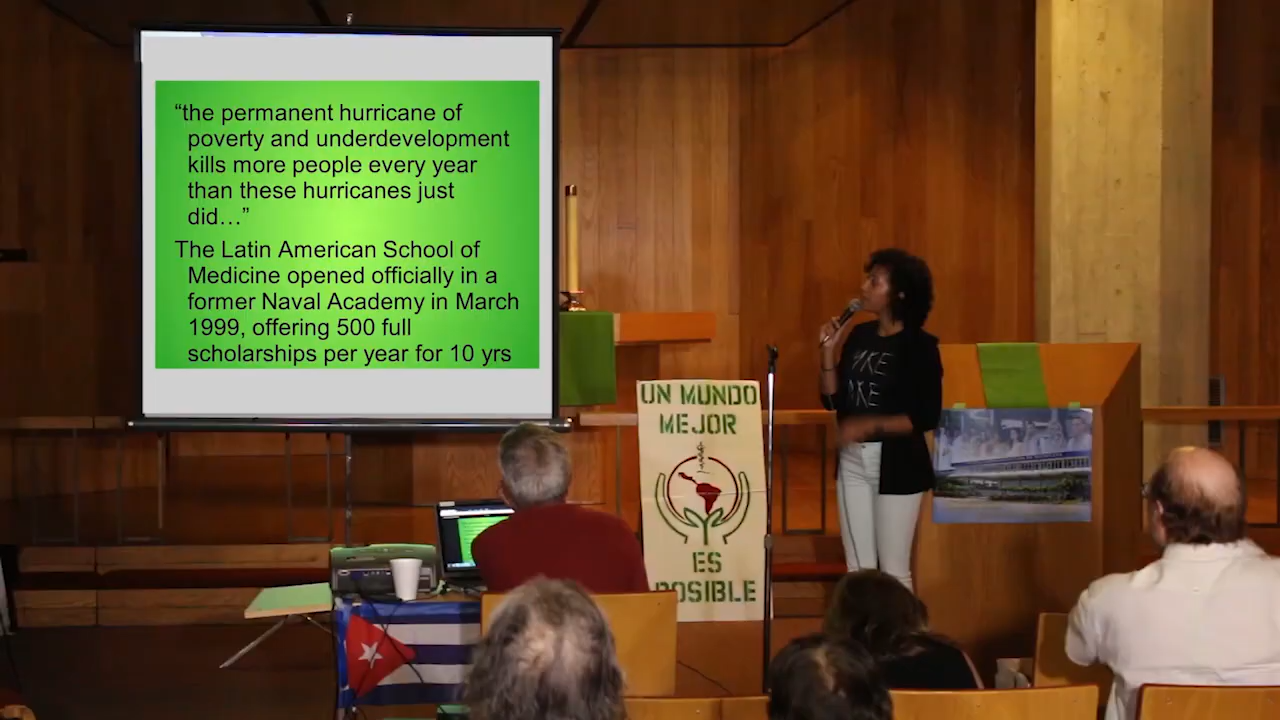 “the permanent hurricane of
poverty and underdevelopment
kills more people every year
than these hurricanes just
did…”
The Latin American School of
Medicine opened officially in a
former Naval Academy in March
1999, offering 500 full
scholarships per year for 10 yrs
UN MUNDO
MEJOR
ES
POSIBLE